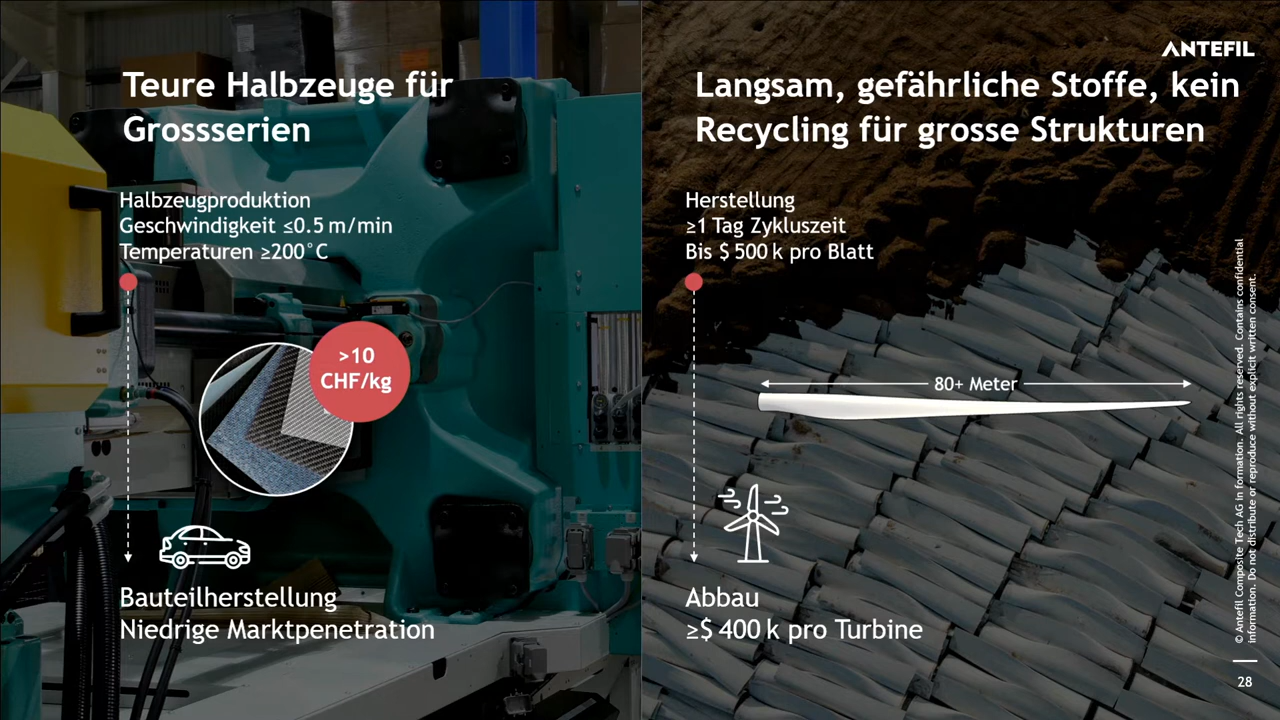 ANTEFIL
Teure Halbzeuge für
Grossserien
Halbzeugproduktion
Geschwindigkeit ≤0.5 m/min
Temperaturen ≥200°C
>10
CHF/kg
Bauteilherstellung
Niedrige Marktpenetration
Langsam, gefährliche Stoffe, kein
Recycling für grosse Strukturen
Herstellung
≥1 Tag Zykluszeit
Bis $ 500 k pro Blatt
80+ Meter
Abbau
≥$ 400 k pro Turbine
© Antefil Composite Tech AG in formation. All rights reserved. Contains confidential
information. Do not distribute or reproduce without explicit written consent.
28